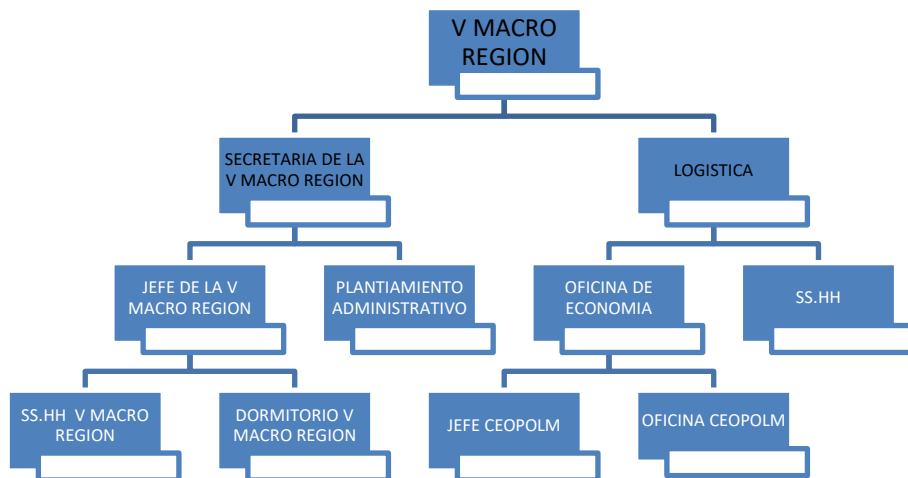 V MACRO
REGION
SECRETARIA DE LA
V MACRO REGION
LOGISTICA
JEFE DE LA V
MACRO REGION
PLANTIAMIENTO
ADMINISTRATIVO
OFICINA DE
ECONOMIA
SS.HH
SS.HH V MACRO
REGION
DORMITORIO V
MACRO REGION
JEFE CEOPOLM
OFICINA CEOPOLM